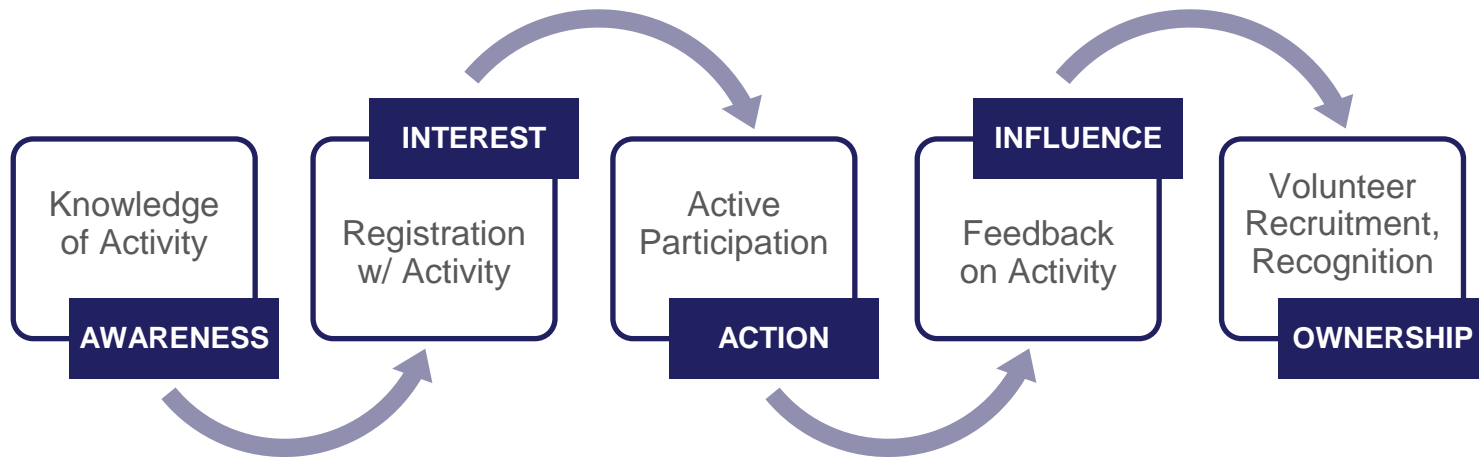 Knowledge
of Activity
AWARENESS
INTEREST
Registration
w/ Activity
Active
Participation
ACTION
INFLUENCE
Feedback
on Activity
Volunteer
Recruitment,
Recognition
OWNERSHIP